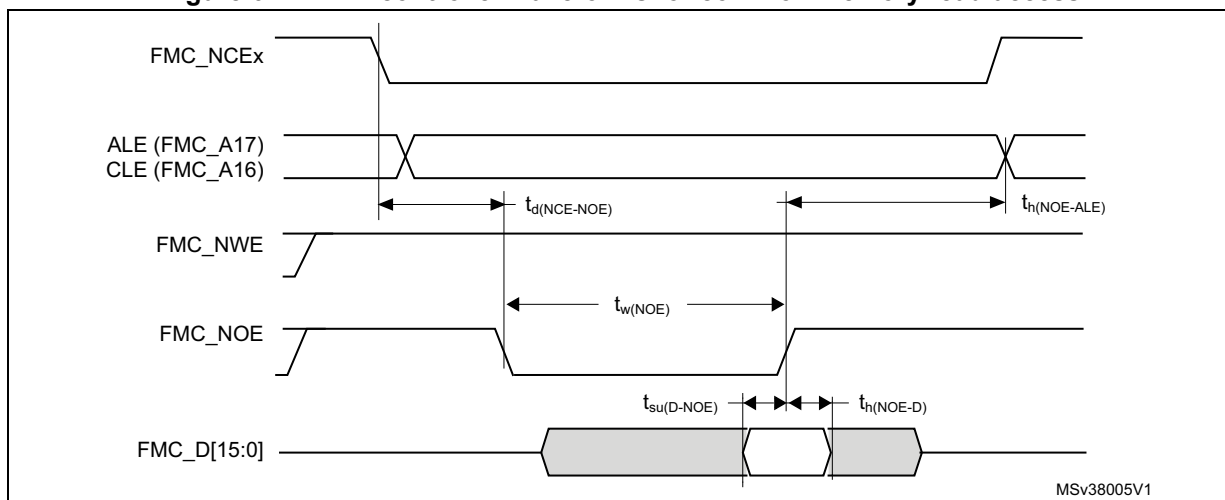 FMC_NCEx
ALE (FMC_A17)
CLE (FMC_A16)
td(NCE-NOE)
th(NOE-ALE)
FMC_NWE
tw(NOE)
FMC_NOE
tsu(D-NOE)
th(NOE-D)
FMC_D[15:0]
MSv38005V1